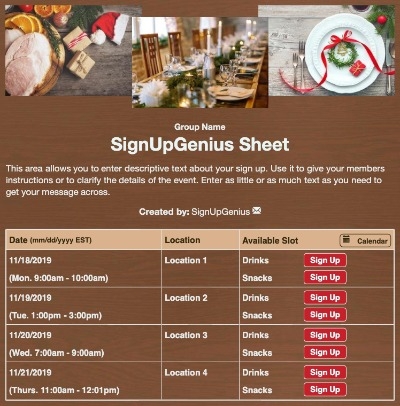 Group Name
SignUpGenius Sheet
This area allows you to enter descriptive text about your sign up. Use it to give your members
instructions or to clarify the details of the event. Enter as little or as much text as you need to
get your message across.
Created by: SignUpGenius
Date (mm/dd/yyyy EST) Location Available Slot Calendar
11/18/2019 Location 1 Drinks Sign Up
(Mon. 9:00am - 10:00am) Snacks Sign Up
11/19/2019 Location 2 Drinks Sign Up
(Tue. 1:00pm - 3:00pm) Snacks Sign Up
11/20/2019 Location 3 Drinks Sign Up
(Wed. 7:00am - 9:00am) Snacks Sign Up
11/21/2019 Location 4 Drinks Sign Up
(Thurs. 11:00am - 12:01pm) Snacks Sign Up